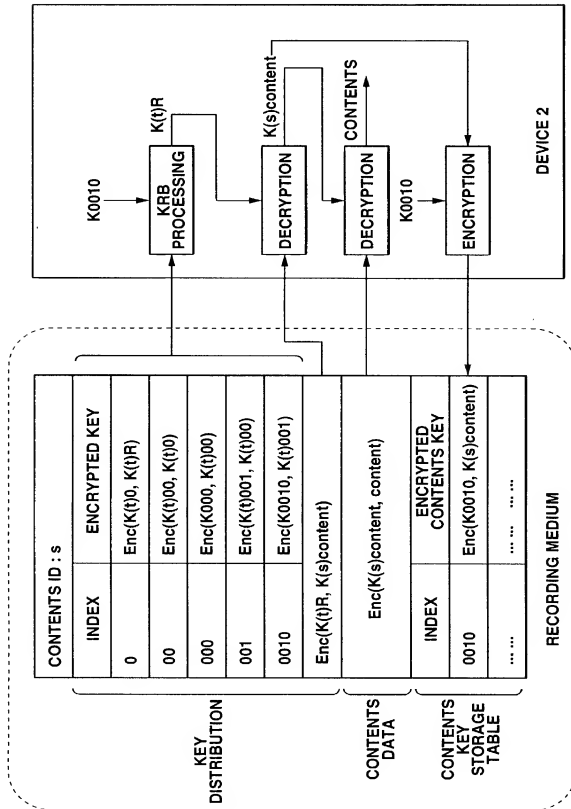 CONTENTS ID : s
INDEX ENCRYPTED KEY
0 Enc(K(t)0, K(t)R)
00 Enc(K(t)00, K(t)0)
000 Enc(K000, K(t)00)
001 Enc(K(t)001, K(t)00)
0010 Enc(K0010, K(t)001)
Enc(K(t)R, K(s)content)
Enc(K(s)content, content)
INDEX
ENCRYPTED
CONTENTS KEY
0010 Enc(K0010, K(s)content)
... ... ... ... ... ...
KEY
DISTRIBUTION
CONTENTS
DATA
CONTENTS
KEY
STORAGE
TABLE
RECORDING MEDIUM
K0010
KRB
PROCESSING
K(t)R
DECRYPTION
K(s)content
DECRYPTION
CONTENTS
K0010
ENCRYPTION
DEVICE 2